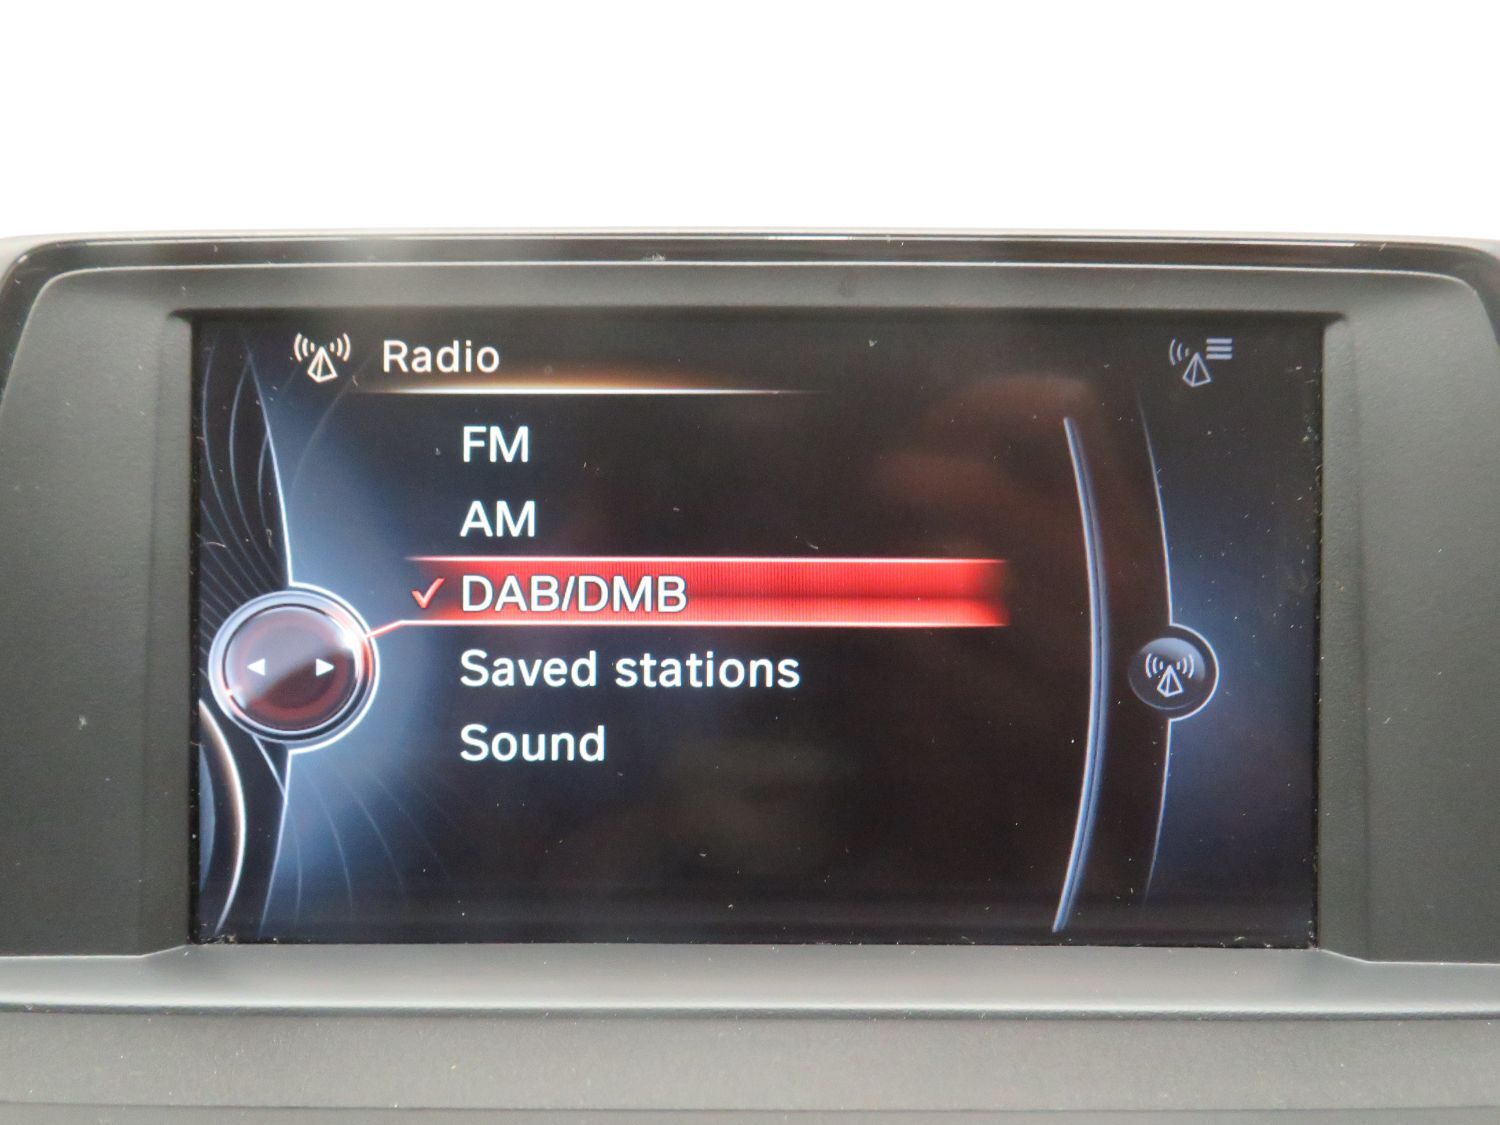 Radio
FM
AM
DAB/DMB
Saved stations
Sound